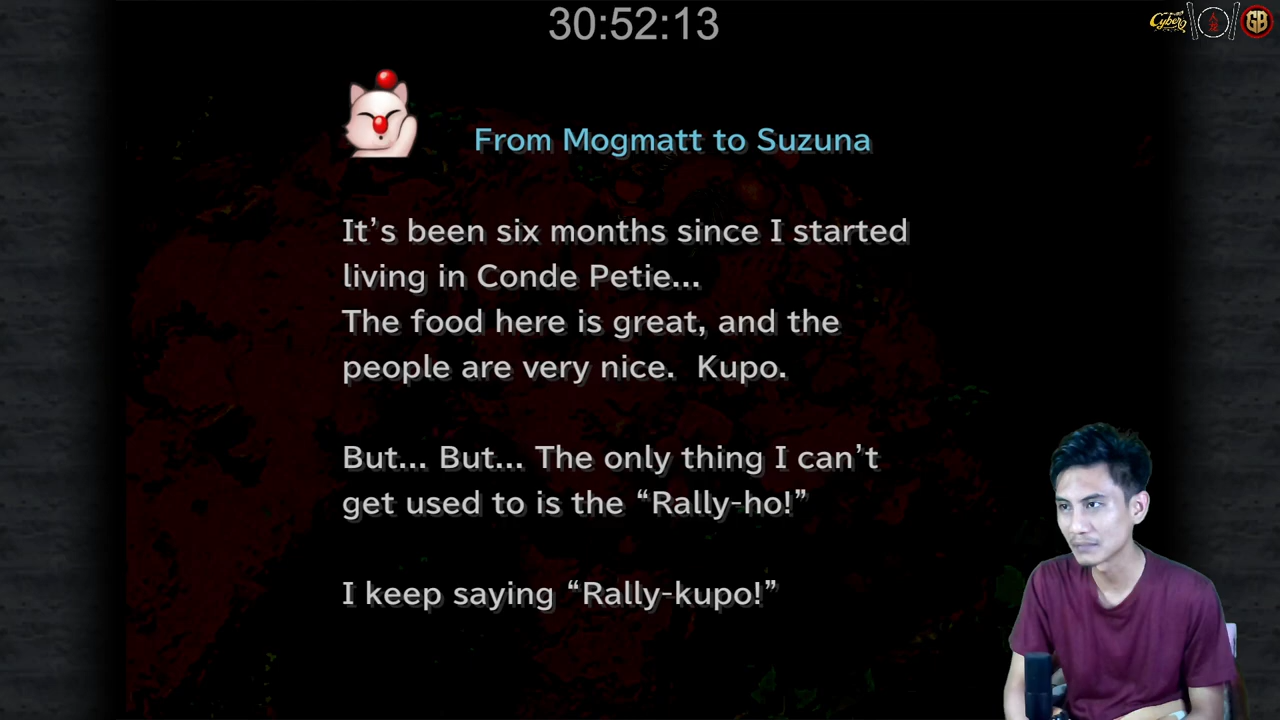 30:52:13
Cyber
GB
From Mogmatt to Suzuna
It’s been six months since I started
living in Conde Petie...
The food here is great, and the
people are very nice.  Kupo.
But... But... The only thing I can’t
get used to is the “Rally-ho!”
I keep saying “Rally-kupo!”